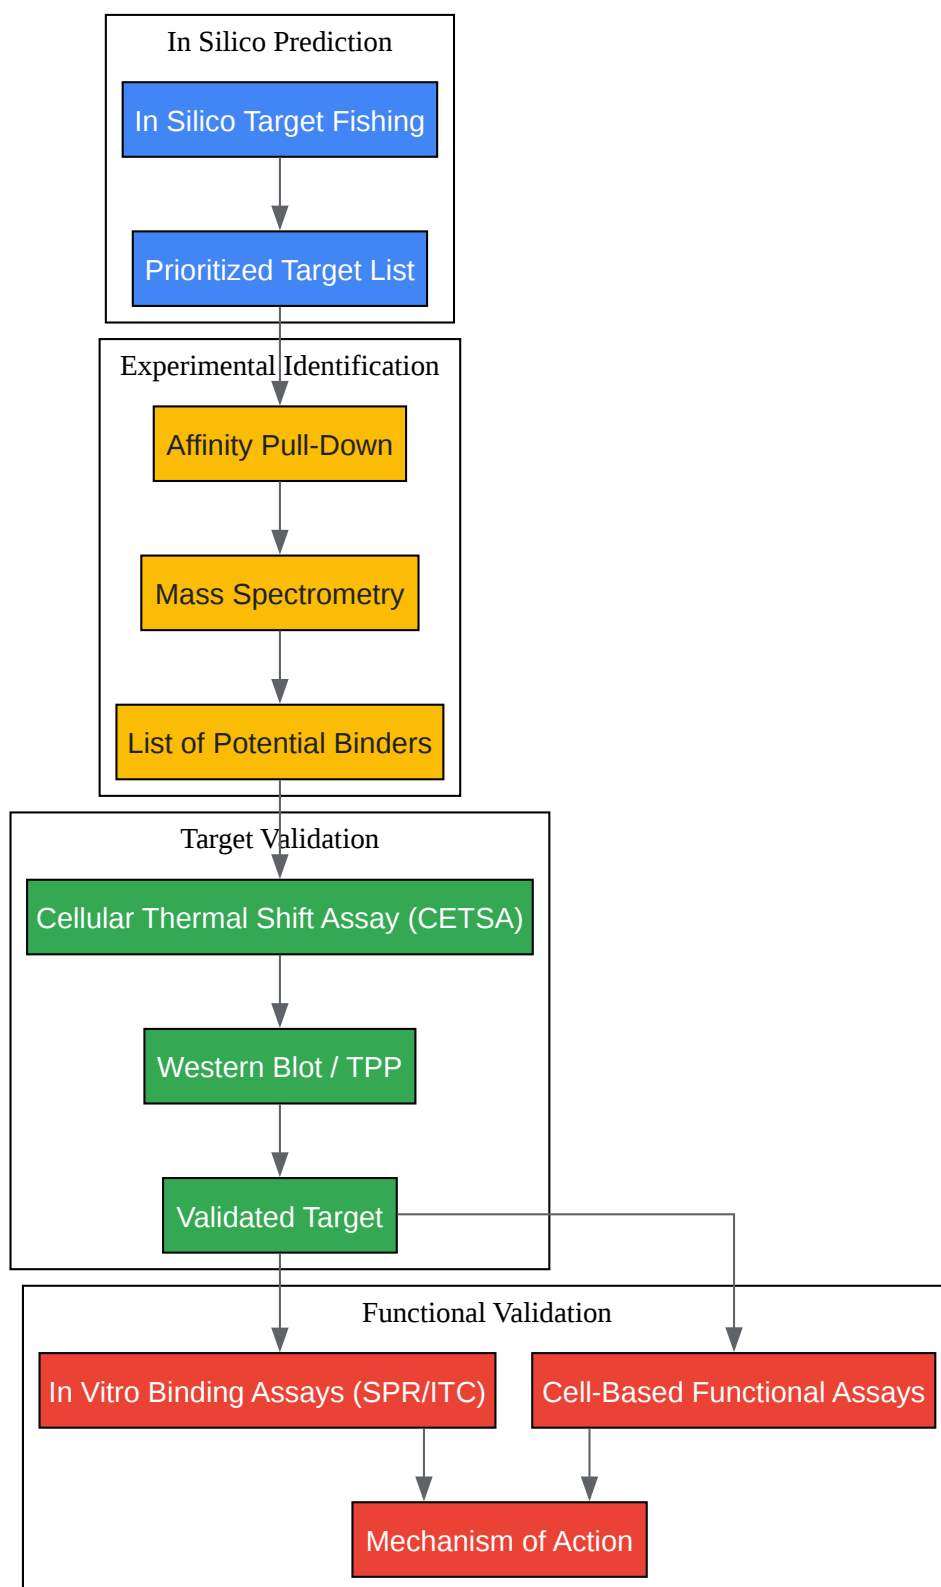 In Silico Prediction
In Silico Target Fishing
Prioritized Target List
Experimental Identification
Affinity Pull-Down
Mass Spectrometry
List of Potential Binders
Target Validation
Cellular Thermal Shift Assay (CETSA)
Western Blot / TPP
Validated Target
Functional Validation
In Vitro Binding Assays (SPR/ITC)
Cell-Based Functional Assays
Mechanism of Action